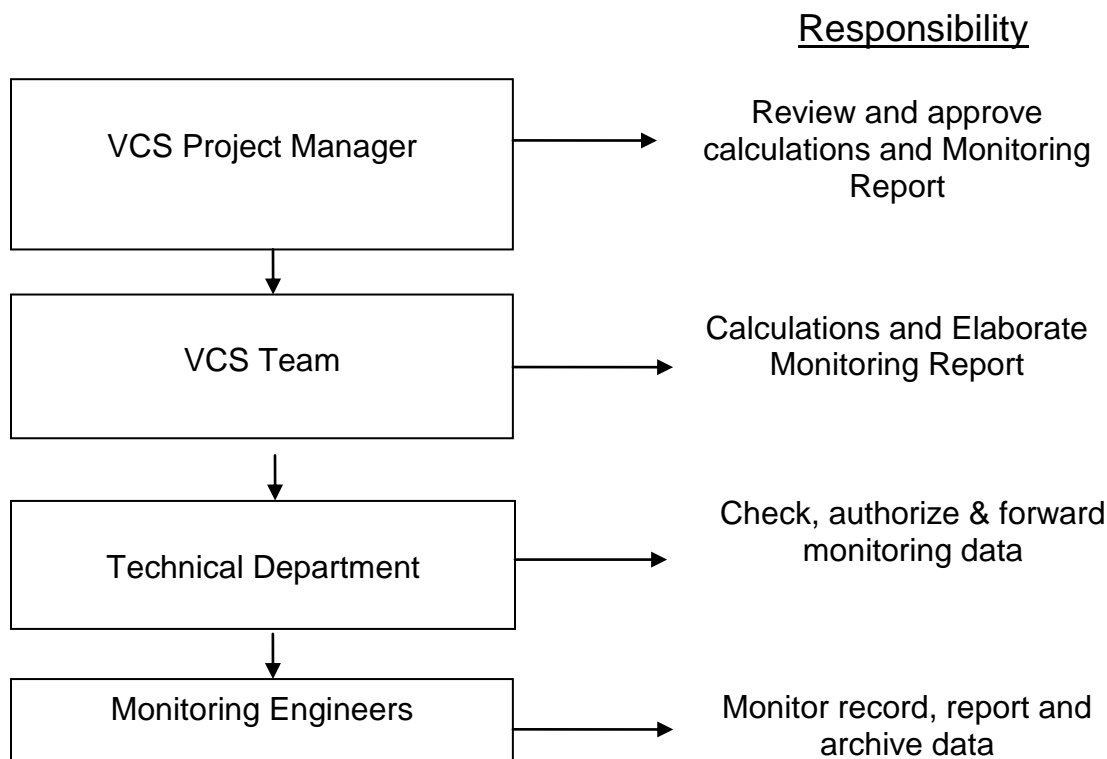 Responsibility
VCS Project Manager
Review and approve
calculations and Monitoring
Report
VCS Team
Calculations and Elaborate
Monitoring Report
Technical Department
Check, authorize & forward
monitoring data
Monitoring Engineers
Monitor record, report and
archive data